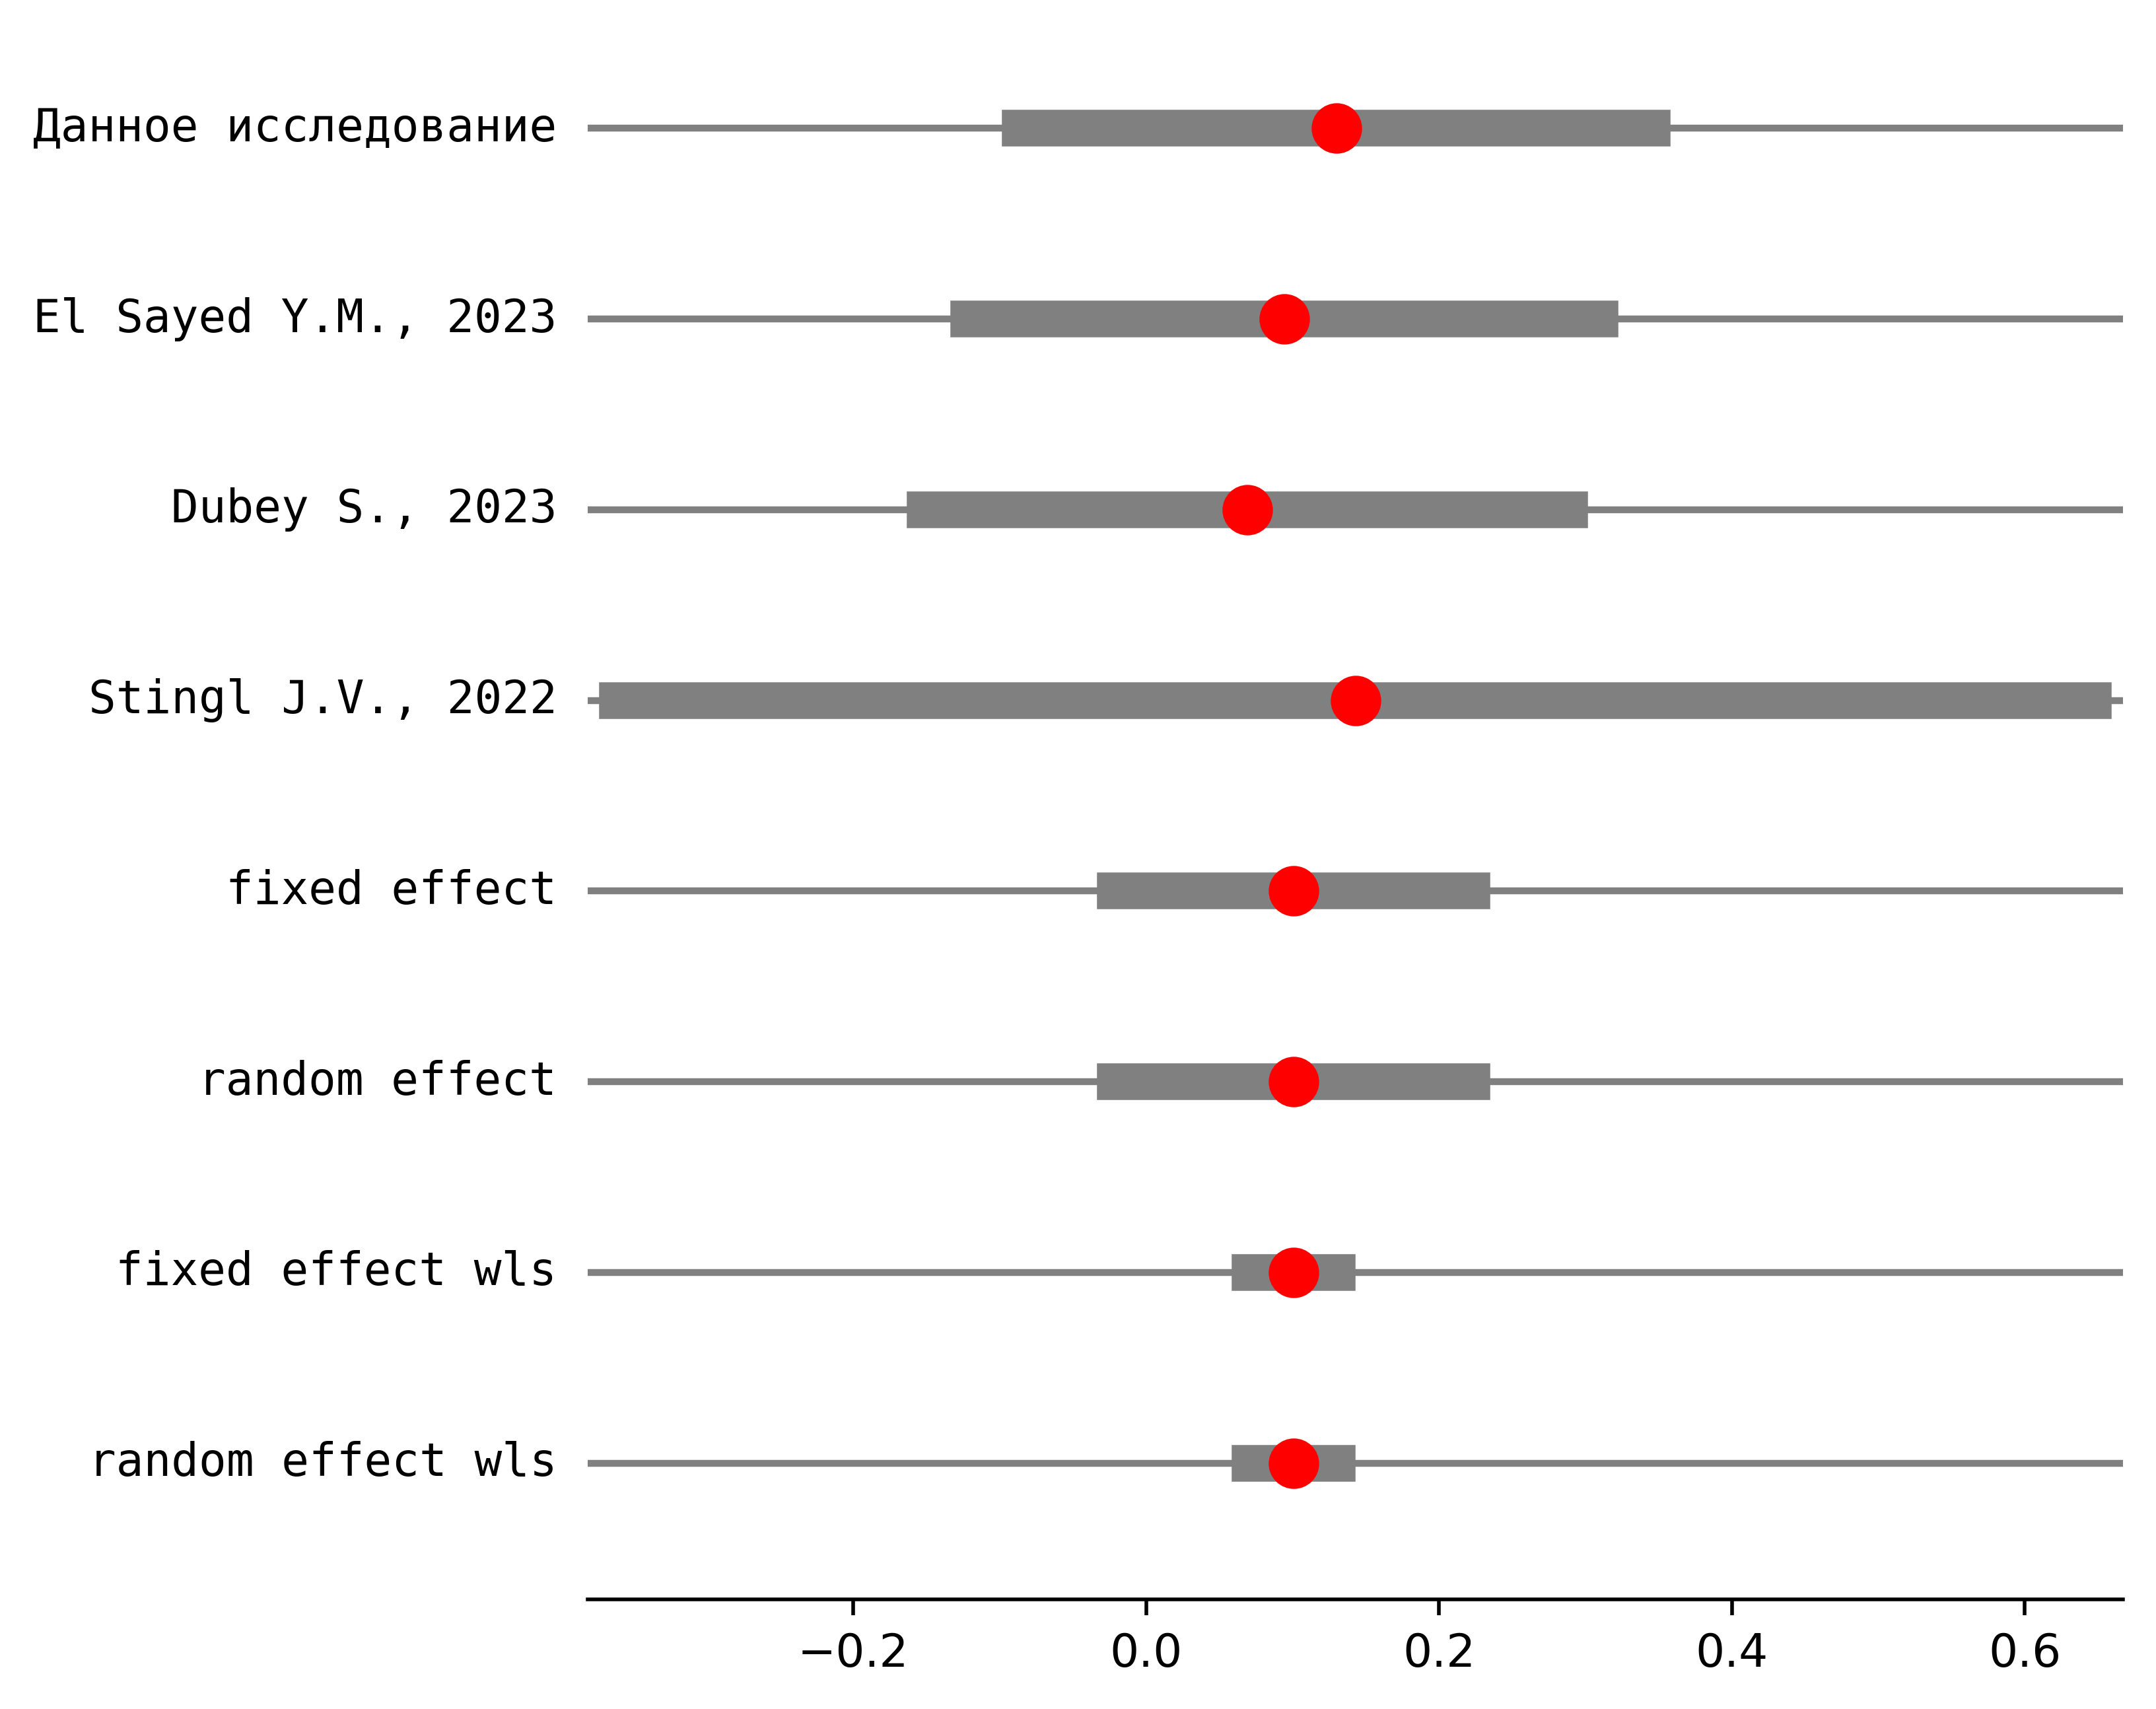 Данное исследование
El Sayed Y.M., 2023
Dubey S., 2023
Stingl J.V., 2022
fixed effect
random effect
fixed effect wls
random effect wls
−0.2 0.0 0.2 0.4 0.6